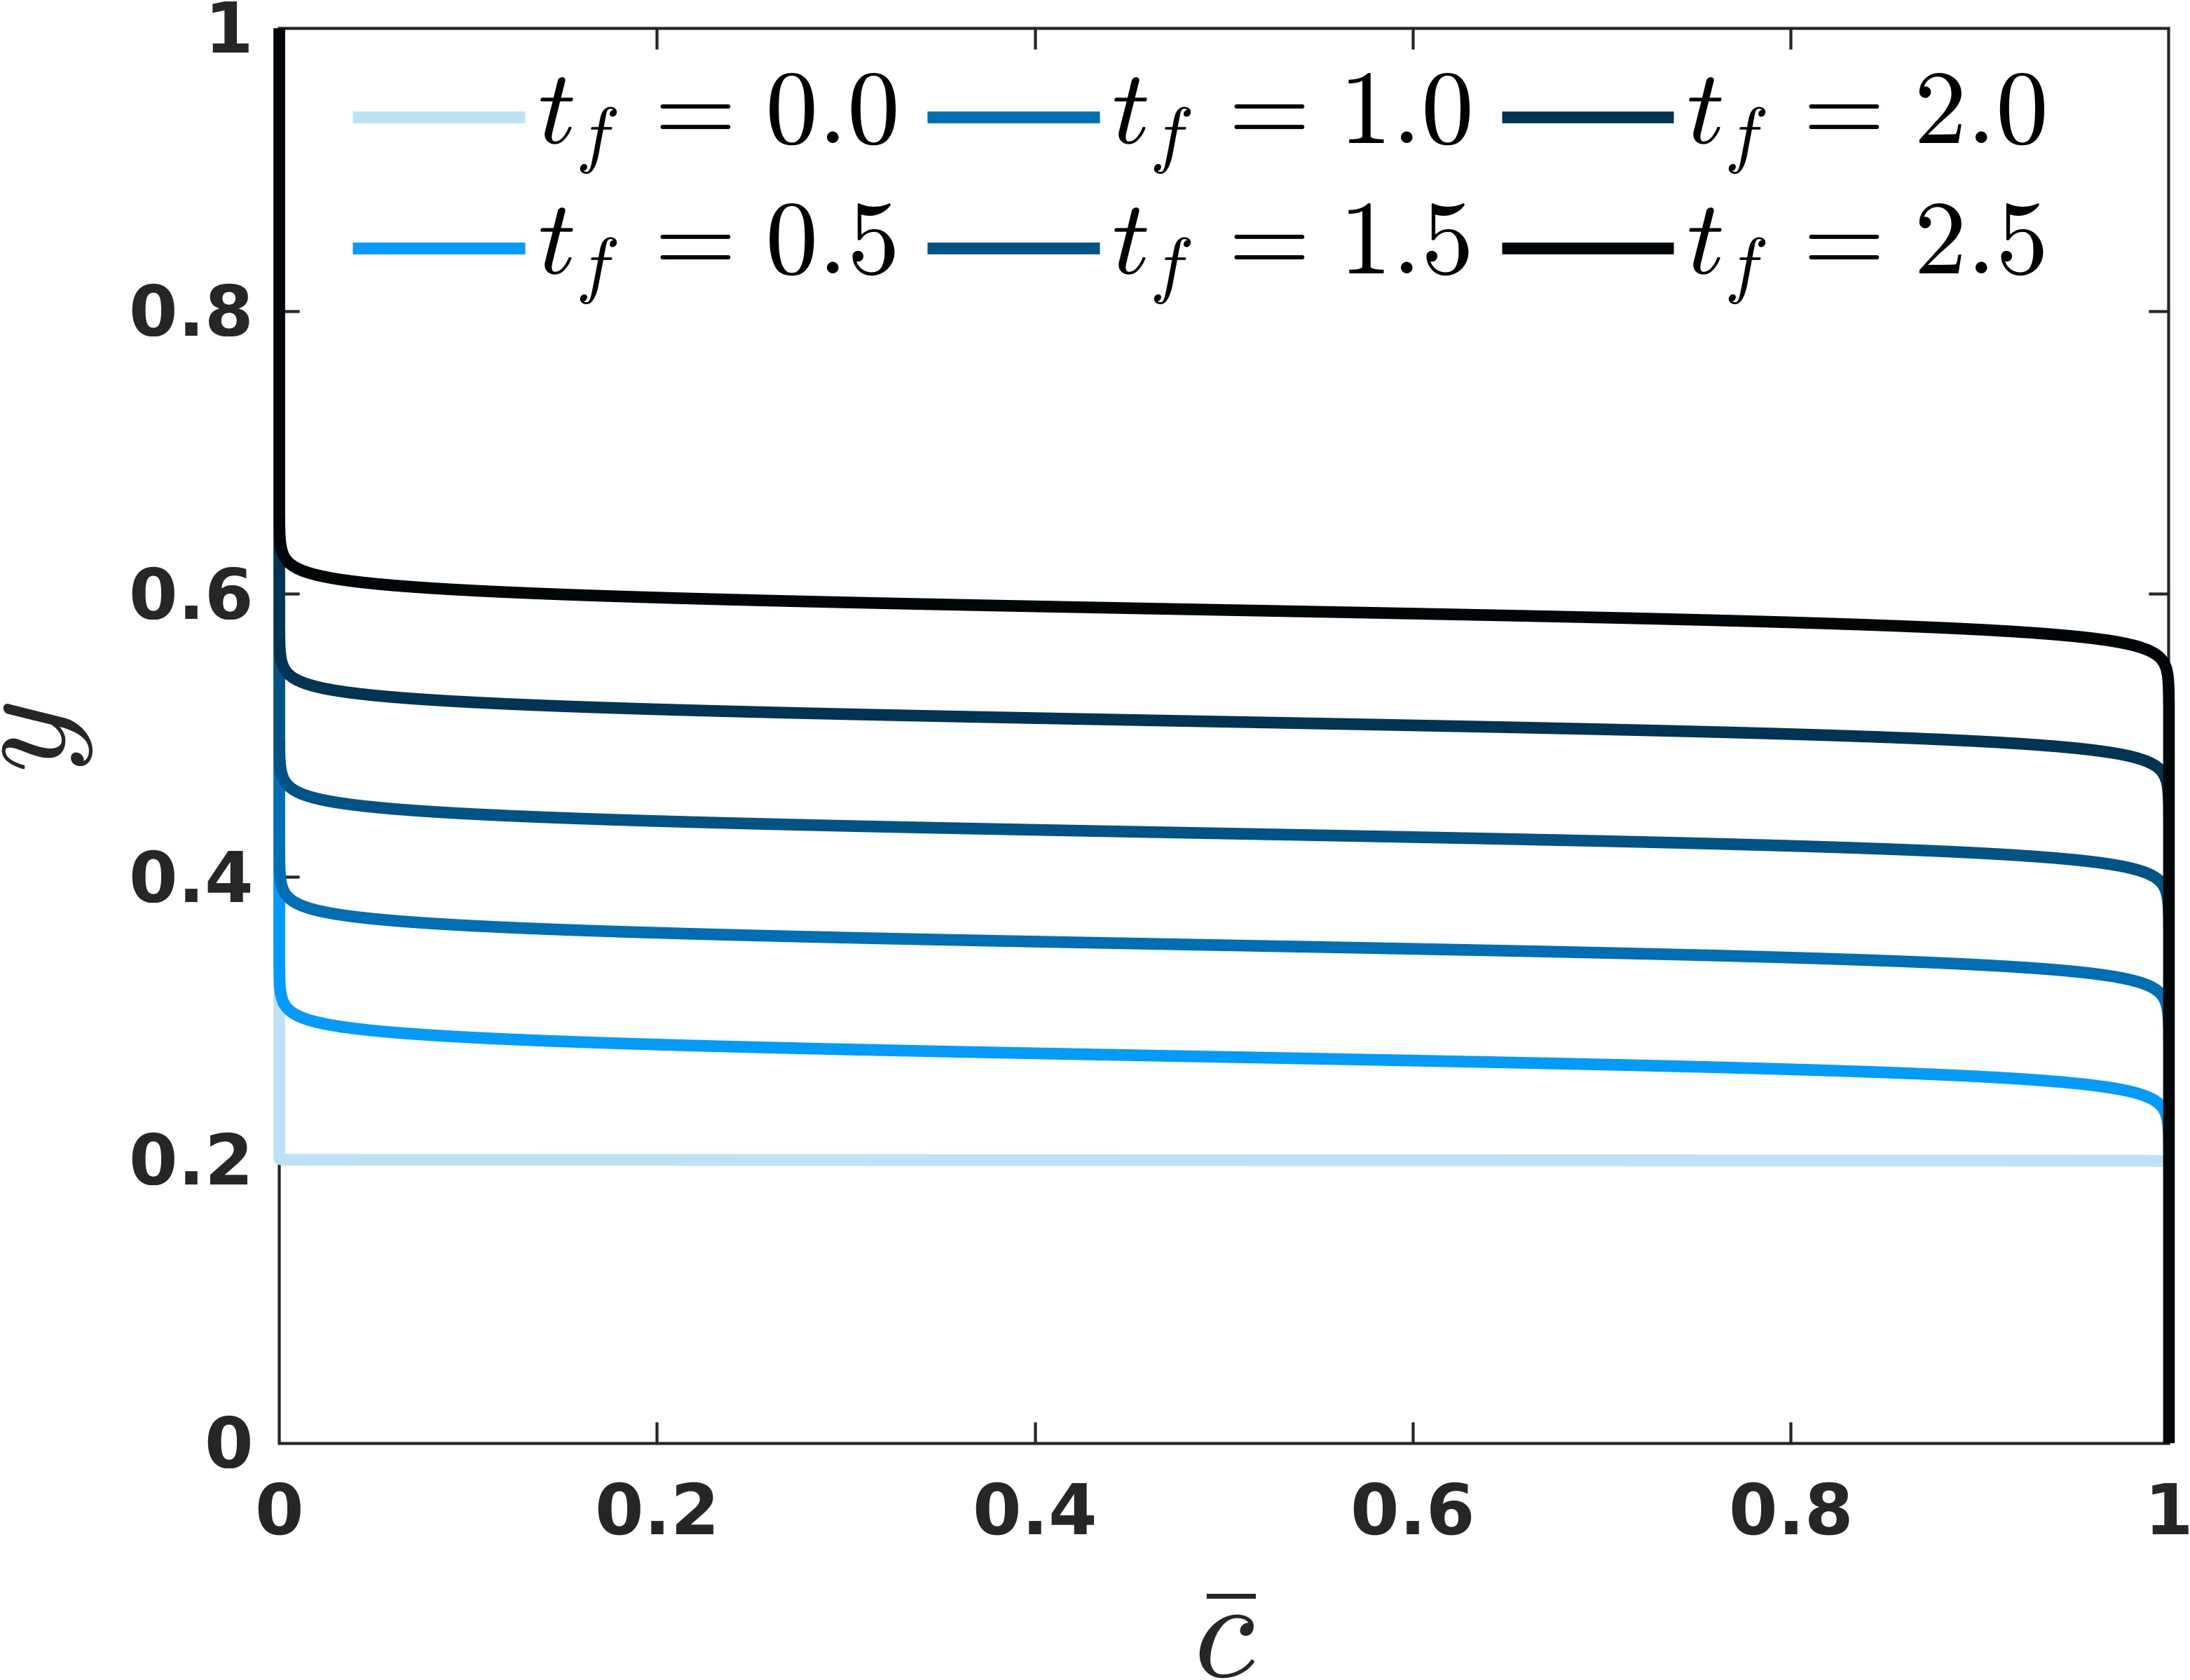 1
t_f = 0.0 t_f = 1.0 t_f = 2.0
t_f = 0.5 t_f = 1.5 t_f = 2.5
0.8
0.6
y
0.4
0.2
0
0 0.2 0.4 0.6 0.8 1
c̅